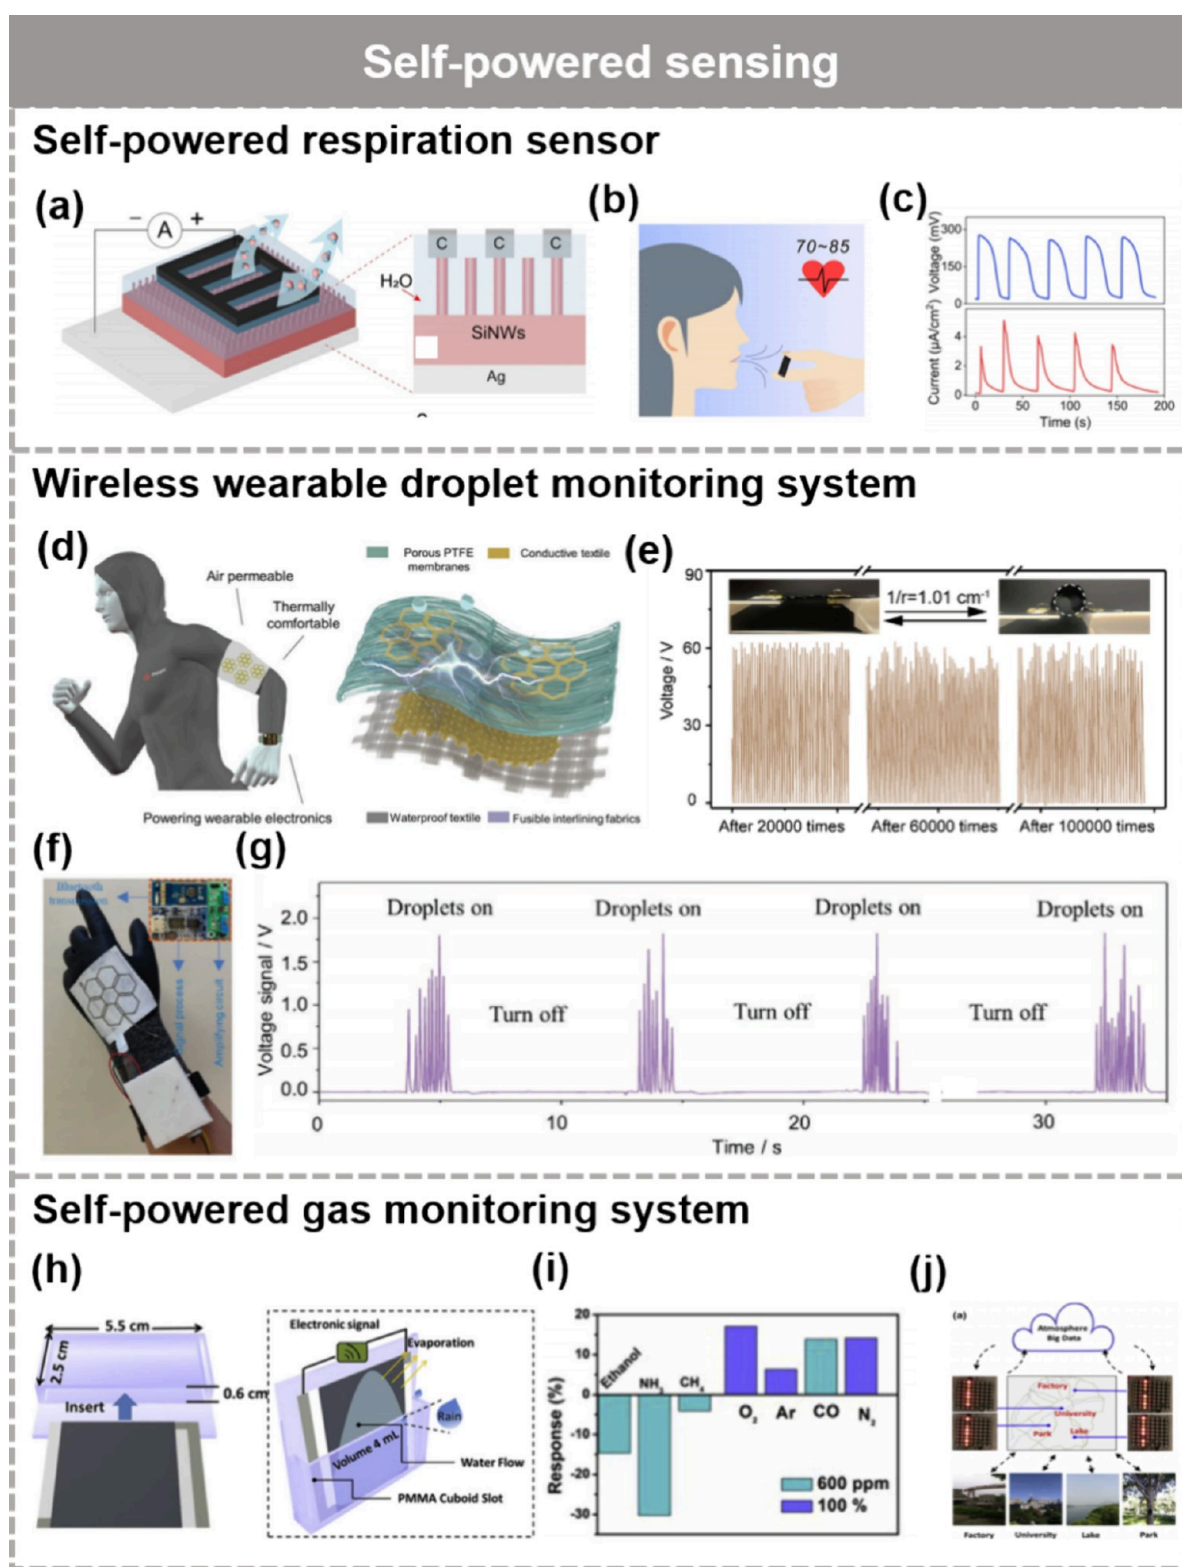 Self-powered sensing
Self-powered respiration sensor
(a)
− A +
C C C
H₂O
SiNWs
Ag
(b)
70~85
(c)
Voltage (mV)
300
150
0
Current (µA/cm²)
4
2
0
0 50 100 150 200
Time (s)
Wireless wearable droplet monitoring system
(d)
Air permeable
Thermally
comfortable
Powering wearable electronics
Porous PTFE
membranes
Conductive textile
Waterproof textile
Fusible interlining fabrics
(e)
Voltage / V
90
60
30
0
1/r=1.01 cm⁻¹
After 20000 times After 60000 times After 100000 times
(f)
Bluetooth
Signal process
Amplifying circuit
(g)
Voltage signal / V
2.0
1.5
1.0
0.5
0.0
Droplets on Droplets on Droplets on Droplets on
Turn off Turn off Turn off
0 10 20 30
Time / s
Self-powered gas monitoring system
(h)
5.5 cm
2.5 cm
0.6 cm
Insert
Electronic signal
Evaporation
Rain
Volume 4 mL
Water Flow
PMMA Cuboid Slot
(i)
Response (%)
20
10
0
-10
-20
-30
Ethanol NH₃ CH₄
O₂ Ar CO N₂
600 ppm
100 %
(j)
(a)
Atmosphere
Big Data
Factory
University
Park
Lake
Factory University Lake Park